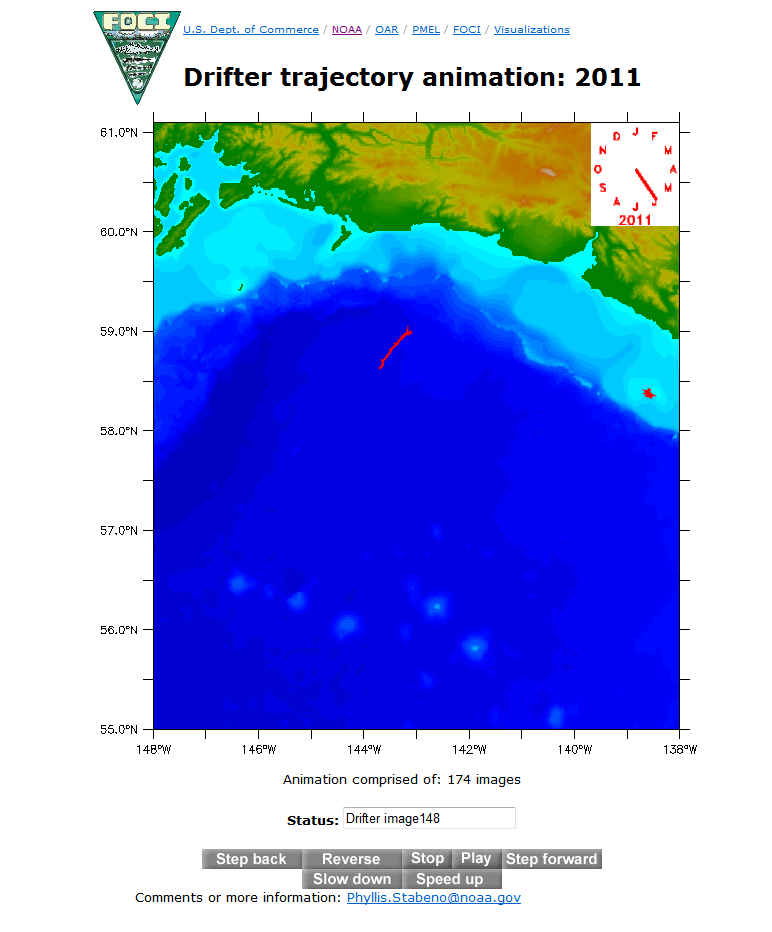 FOCI
U.S. Dept. of Commerce / NOAA / OAR / PMEL / FOCI / Visualizations
Drifter trajectory animation: 2011
61.0°N
60.0°N
59.0°N
58.0°N
57.0°N
56.0°N
55.0°N
J
F
M
A
M
J
J
A
S
O
N
D
2011
148°W 146°W 144°W 142°W 140°W 138°W
Animation comprised of: 174 images
Status: Drifter image148
Step back Reverse Stop Play Step forward
Slow down Speed up
Comments or more information: Phyllis.Stabeno@noaa.gov